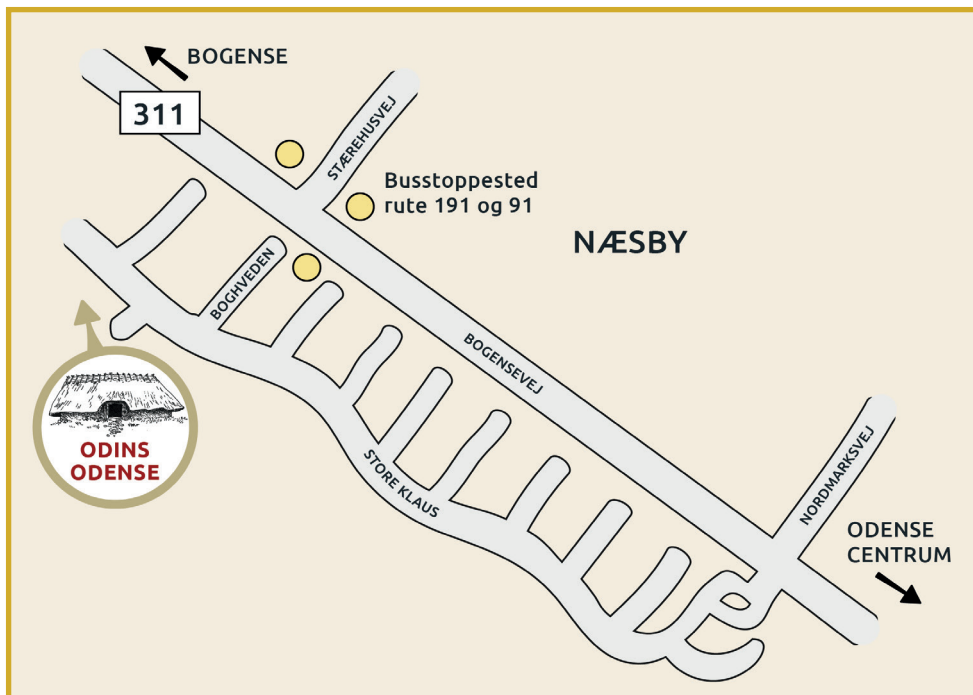 BOGENSE
311
STÆREHUSVEJ
Busstoppested
rute 191 og 91
NÆSBY
BOGHVEDEN
BOGENSEVEJ
ODINS
ODENSE
STORE KLAUS
NORDMARKSVEJ
ODENSE
CENTRUM